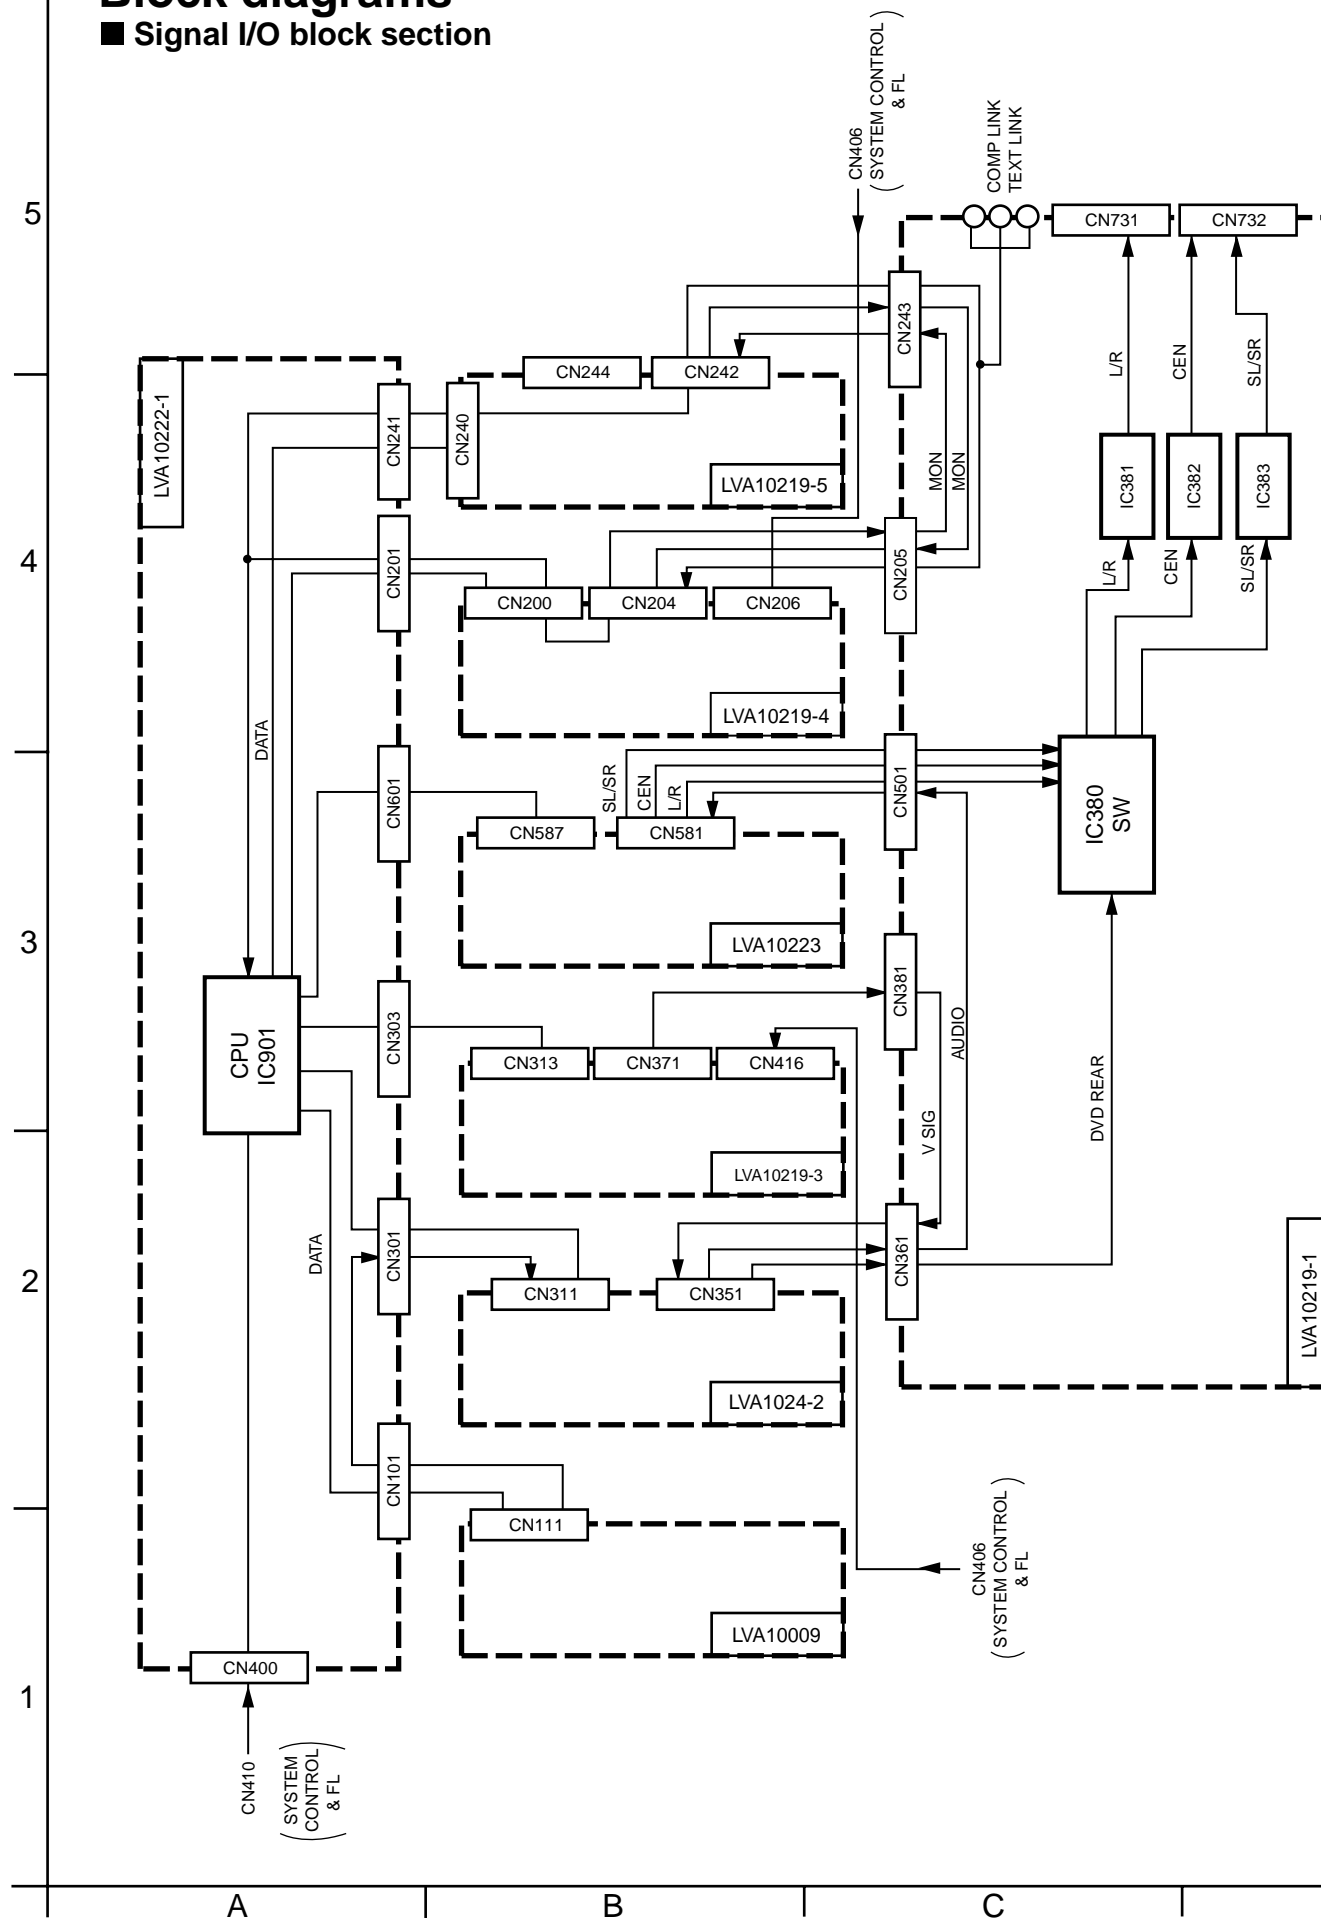 Block diagrams
■ Signal I/O block section
CN406
(SYSTEM CONTROL
& FL)
COMP LINK
TEXT LINK
5
CN731
CN732
CN243
L/R
CEN
SL/SR
CN244
CN242
LVA10222-1
CN241
CN240
MON
MON
IC381
IC382
IC383
LVA10219-5
4
CN201
CN205
L/R
CEN
SL/SR
CN200
CN204
CN206
LVA10219-4
DATA
CN601
SL/SR
CEN
L/R
CN501
IC380
SW
CN587
CN581
3
LVA10223
CN381
CPU
IC901
CN303
AUDIO
CN313
CN371
CN416
DVD REAR
V SIG
LVA10219-3
2
DATA
CN301
CN361
CN311
CN351
LVA10219-1
LVA1024-2
CN101
CN111
CN406
(SYSTEM CONTROL
& FL)
LVA10009
CN400
1
CN410
(SYSTEM
CONTROL
& FL)
A
B
C